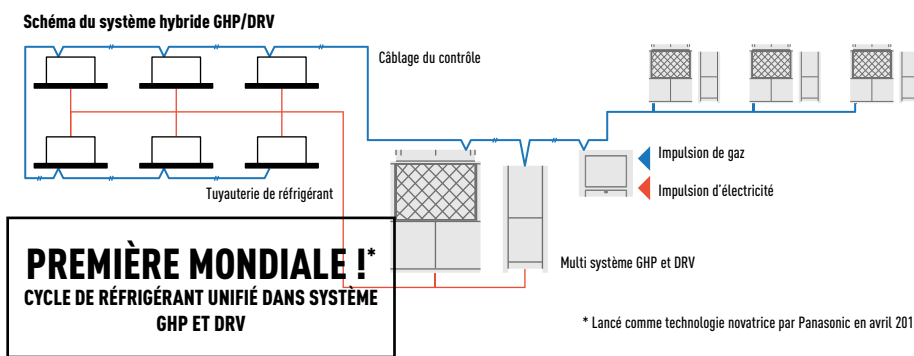 Schéma du système hybride GHP/DRV
Câblage du contrôle
Impulsion de gaz
Impulsion d'électricité
Tuyauterie de réfrigérant
PREMIÈRE MONDIALE !*
CYCLE DE RÉFRIGÉRANT UNIFIÉ DANS SYSTÈME
GHP ET DRV
Multi système GHP et DRV
* Lancé comme technologie novatrice par Panasonic en avril 201